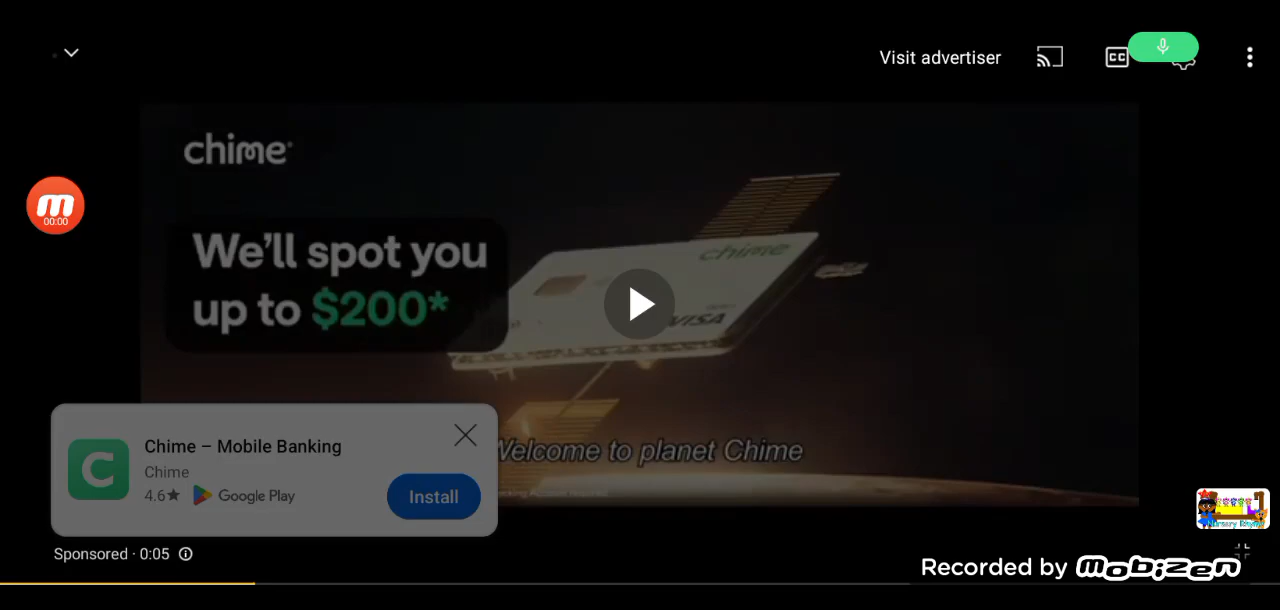 Visit advertiser
CC
chime
chime
m
00:00
We'll spot you
up to $200*
VISA
Welcome to planet Chime
Chime – Mobile Banking
Chime
4.6★ Google Play
Install
C
Sponsored · 0:05
Recorded by mobizen